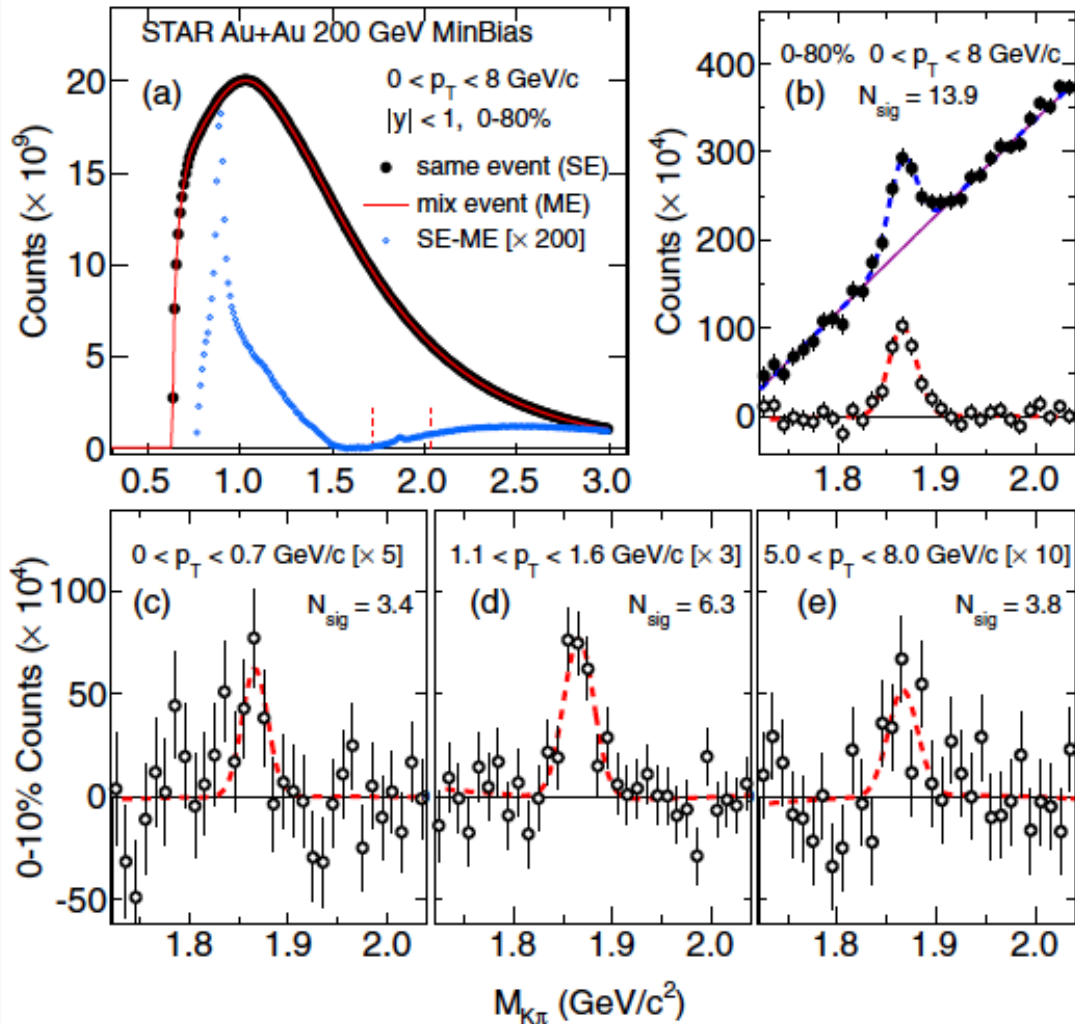 STAR Au+Au 200 GeV MinBias
(a)
0 < p_T < 8 GeV/c
|y| < 1, 0-80%
same event (SE)
mix event (ME)
SE-ME [× 200]
Counts (× 10^9)
20
15
10
5
0
0.5 1.0 1.5 2.0 2.5 3.0
0-80% 0 < p_T < 8 GeV/c
(b)
N_sig = 13.9
Counts (× 10^4)
400
300
200
100
0
1.8 1.9 2.0
0 < p_T < 0.7 GeV/c [× 5]
(c)
N_sig = 3.4
0-10% Counts (× 10^4)
100
50
0
-50
1.8 1.9 2.0
1.1 < p_T < 1.6 GeV/c [× 3]
(d)
N_sig = 6.3
1.8 1.9 2.0
5.0 < p_T < 8.0 GeV/c [× 10]
(e)
N_sig = 3.8
1.8 1.9 2.0
M_Kπ (GeV/c^2)